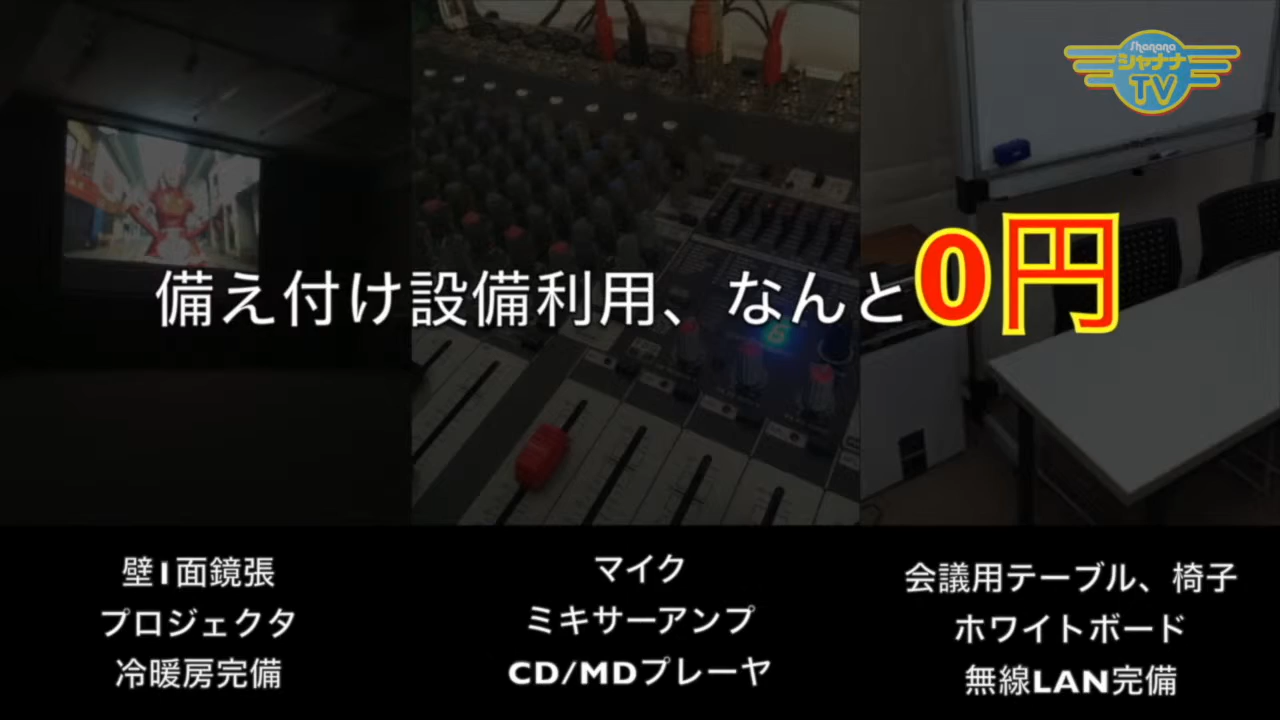 Shanana
シャナナ
TV
備え付け設備利用、なんと0円
壁1面鏡張
プロジェクタ
冷暖房完備
マイク
ミキサーアンプ
CD/MDプレーヤ
会議用テーブル、椅子
ホワイトボード
無線LAN完備